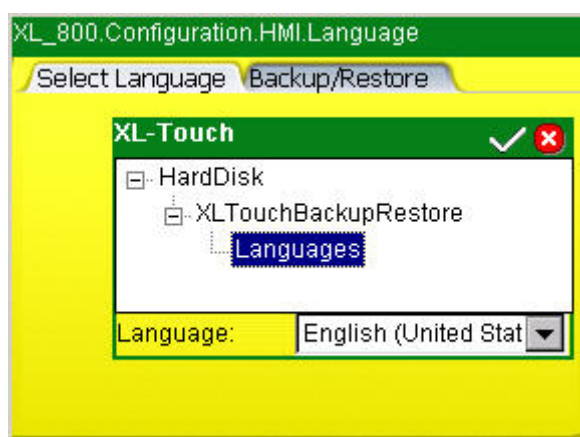 XL_800.Configuration.HMI.Language
Select Language Backup/Restore
XL-Touch
HardDisk
XLTouchBackupRestore
Languages
Language: English (United Stat